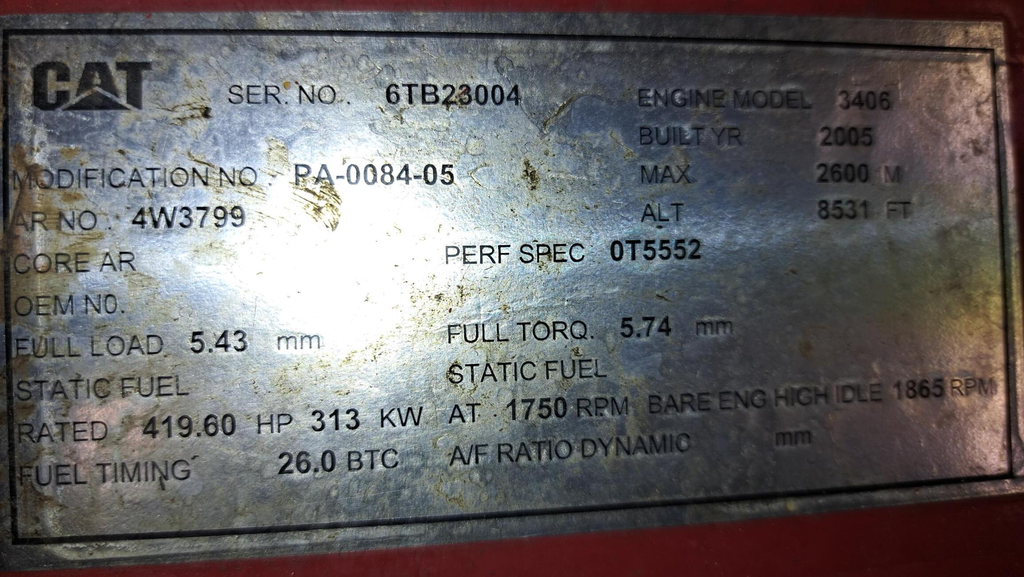 CAT SER. NO. 6TB23004 ENGINE MODEL 3406
BUILT YR 2005
MODIFICATION NO. PA-0084-05 MAX 2600 M
AR NO. 4W3799 ALT 8531 FT
CORE AR PERF SPEC 0T5552
OEM NO.
FULL LOAD 5.43 mm FULL TORQ. 5.74 mm
STATIC FUEL STATIC FUEL
RATED 419.60 HP 313 KW AT 1750 RPM BARE ENG HIGH IDLE 1865 RPM
FUEL TIMING 26.0 BTC A/F RATIO DYNAMIC mm